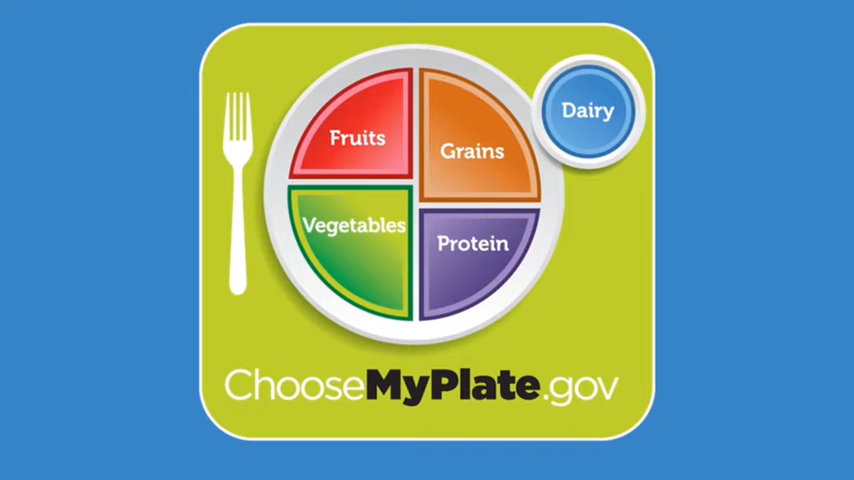 Fruits
Grains
Dairy
Vegetables
Protein
ChooseMyPlate.gov